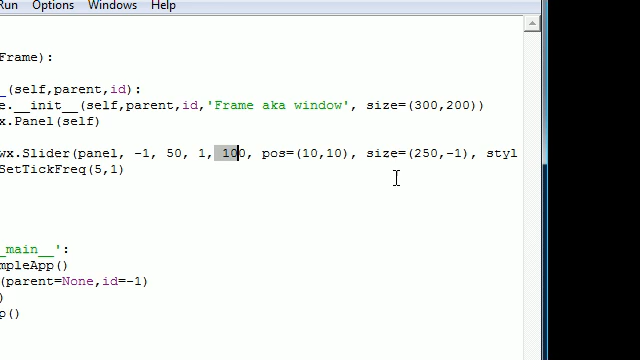 Run Options Windows Help
Frame):
_(self,parent,id):
e.__init__(self,parent,id,'Frame aka window', size=(300,200))
x.Panel(self)
wx.Slider(panel, -1, 50, 1, 100, pos=(10,10), size=(250,-1), styl
SetTickFreq(5,1)
_main__':
mpleApp()
(parent=None,id=-1)
)
p()